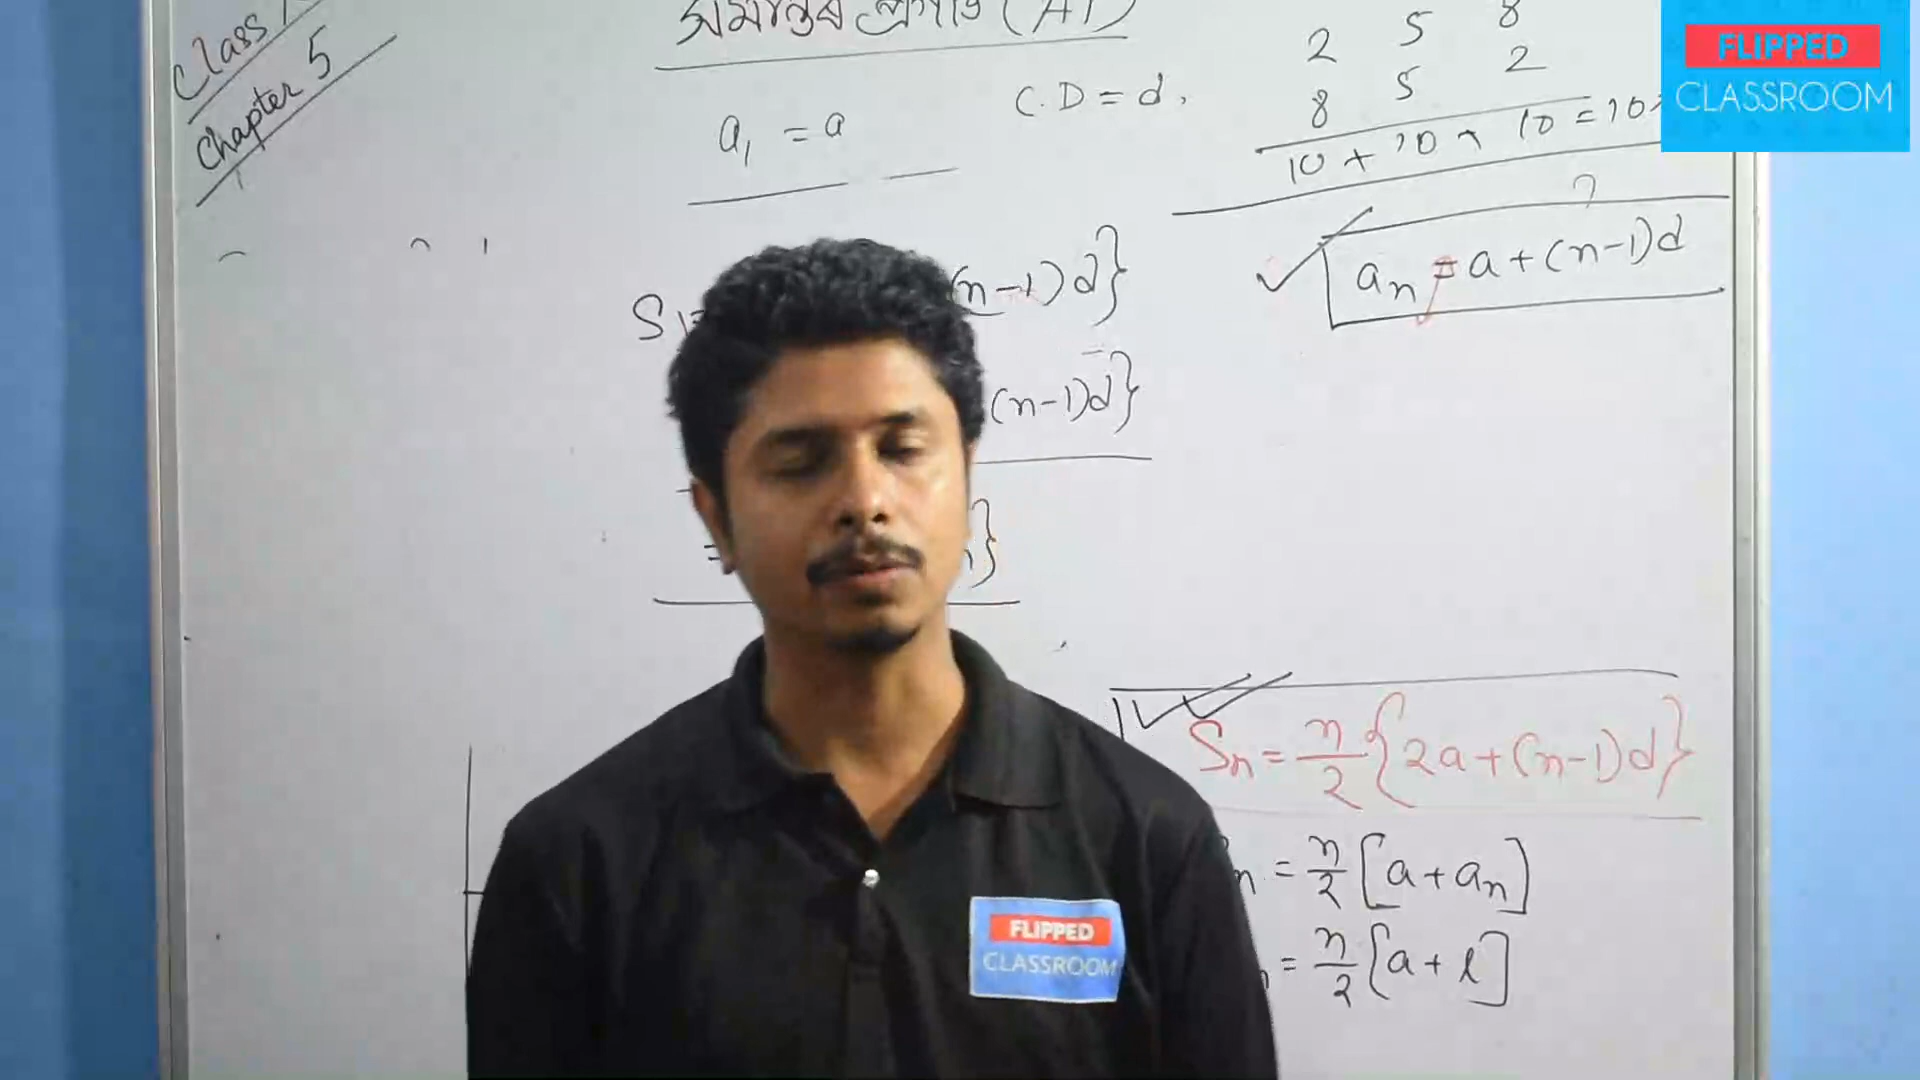 Class
Chapter 5
সমান্তৰ প্ৰগতি (AP)
a₁ = a
C.D = d,
2 5 8
8 5 2
10 + 10 + 10 = 10
aₙ = a + (n-1)d
(n-1)d}
(n-1)d}
=
Sₙ = n/2 {2a + (n-1)d}
n = n/2 [a + aₙ]
= n/2 [a + l]
FLIPPED
CLASSROOM
FLIPPED
CLASSROOM